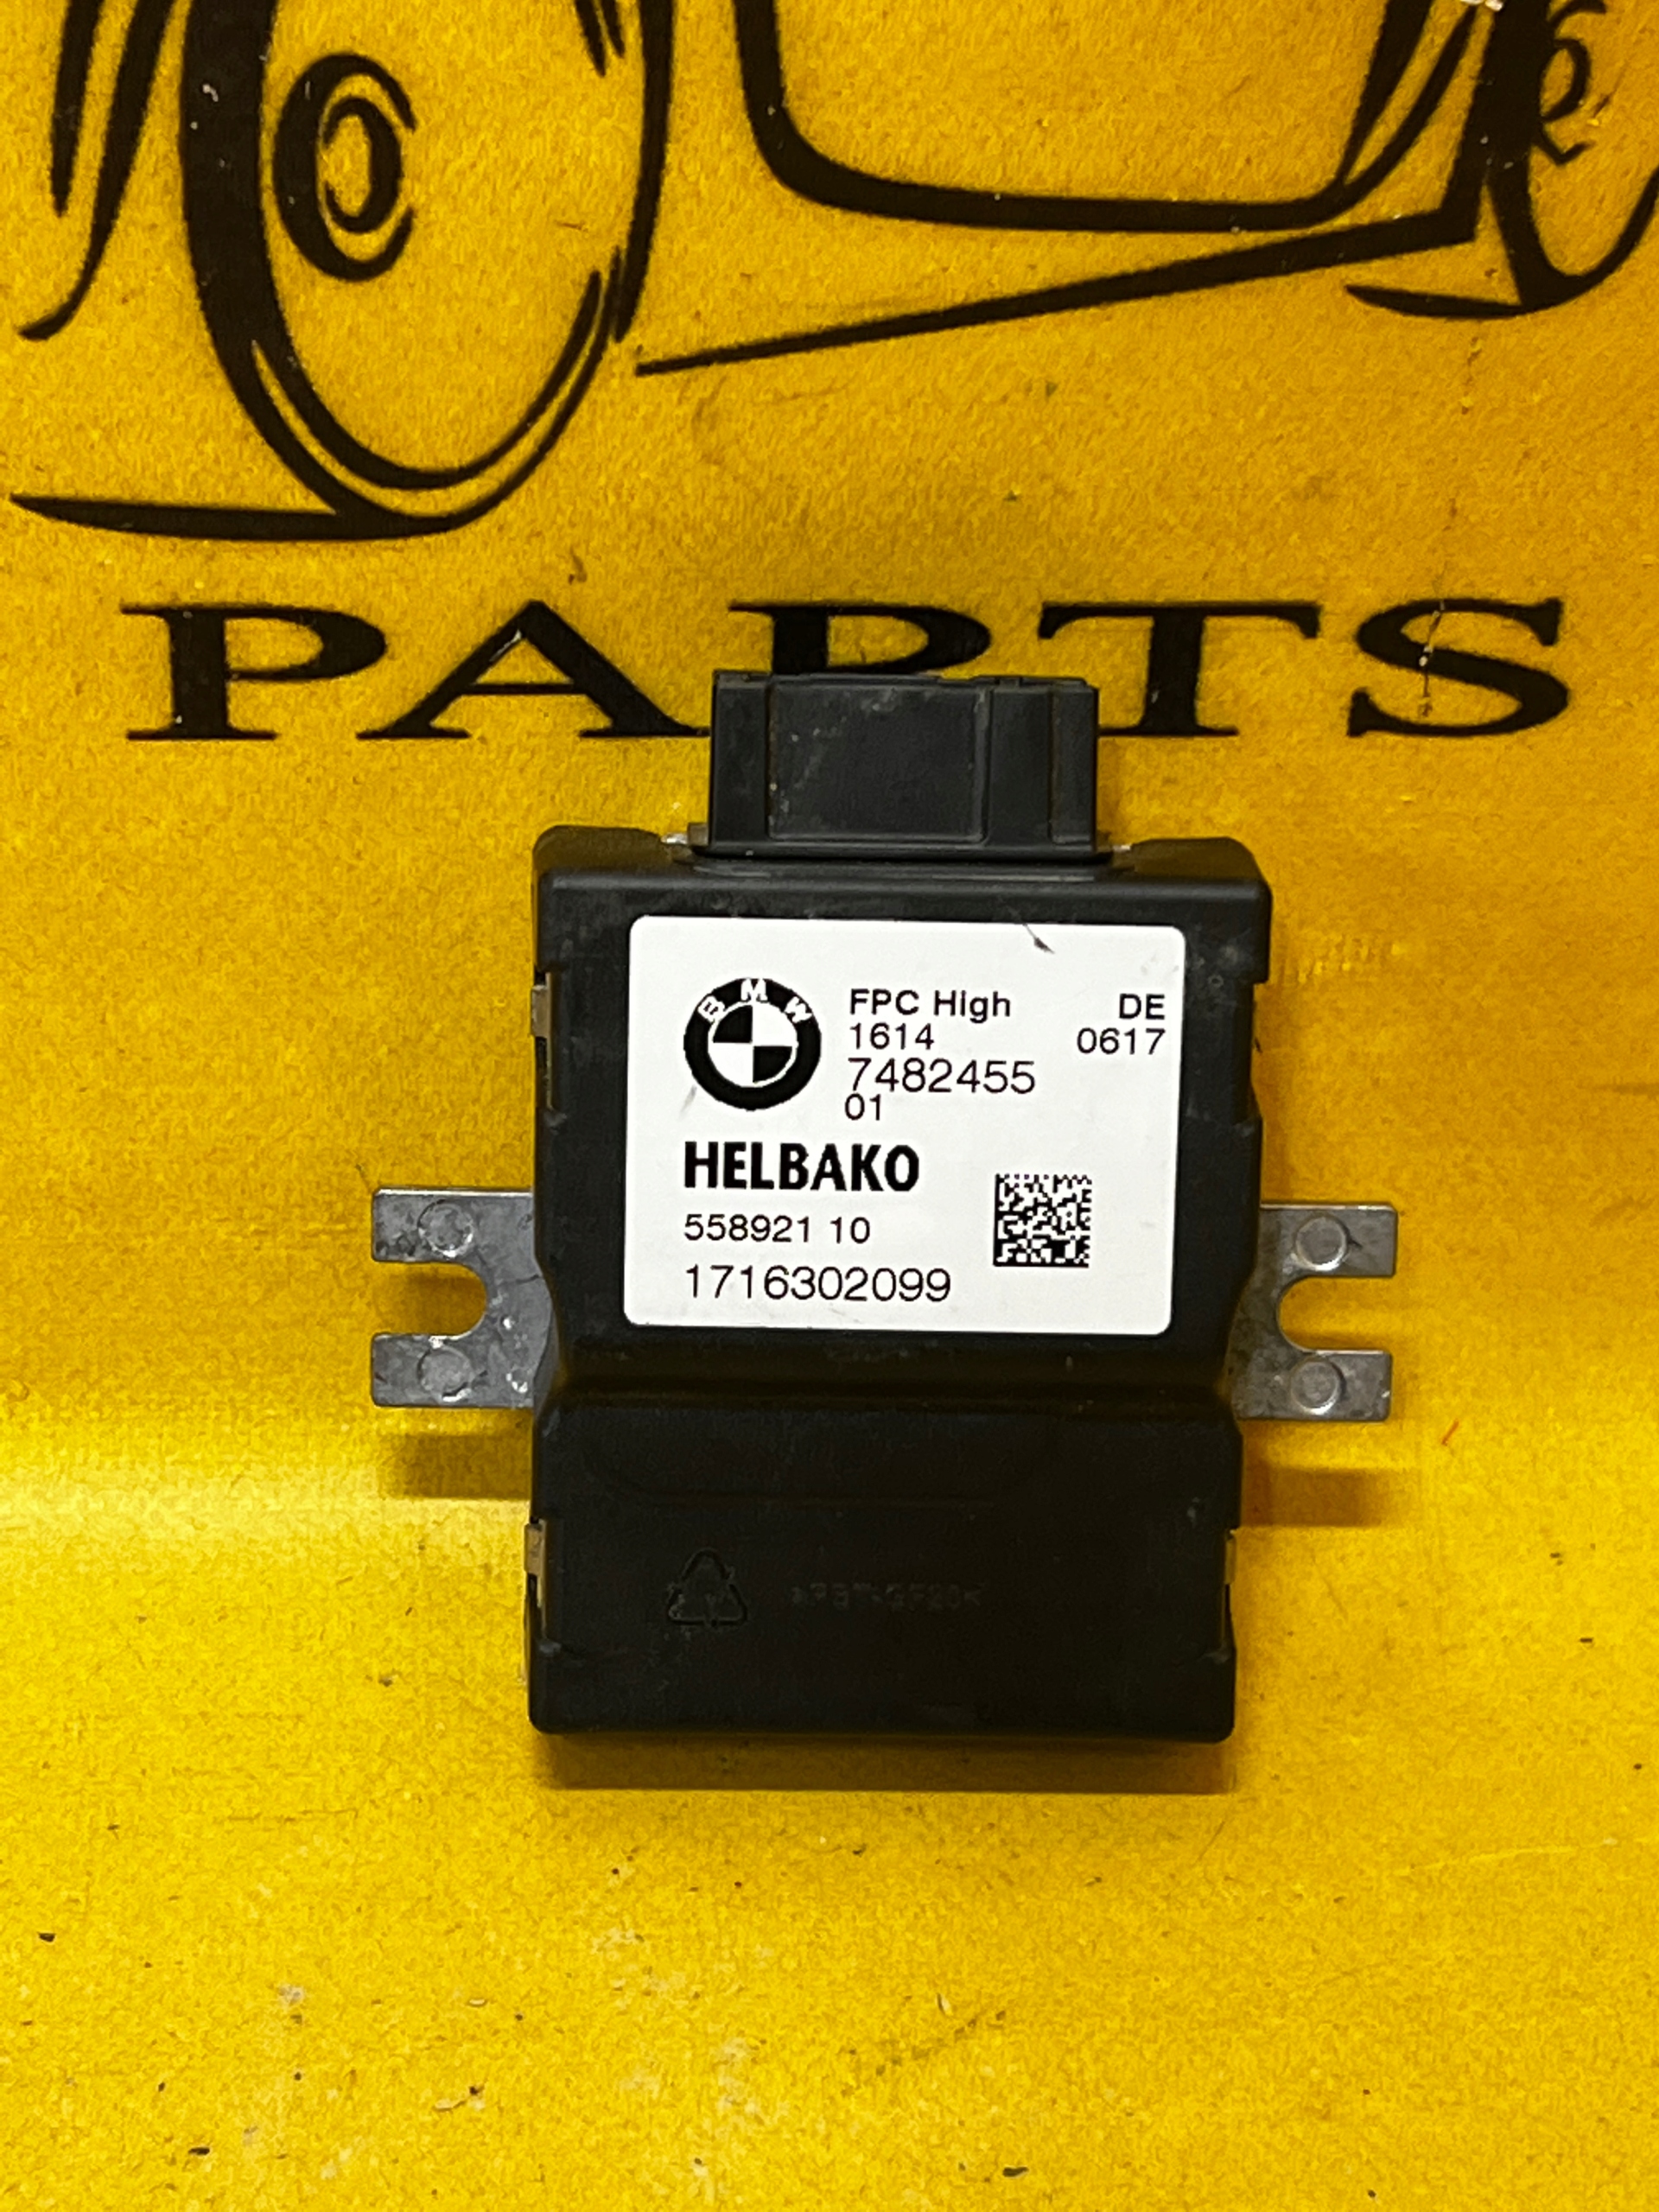 PARTS
BMW
FPC High DE
1614 0617
7482455
01
HELBAKO
558921 10
1716302099